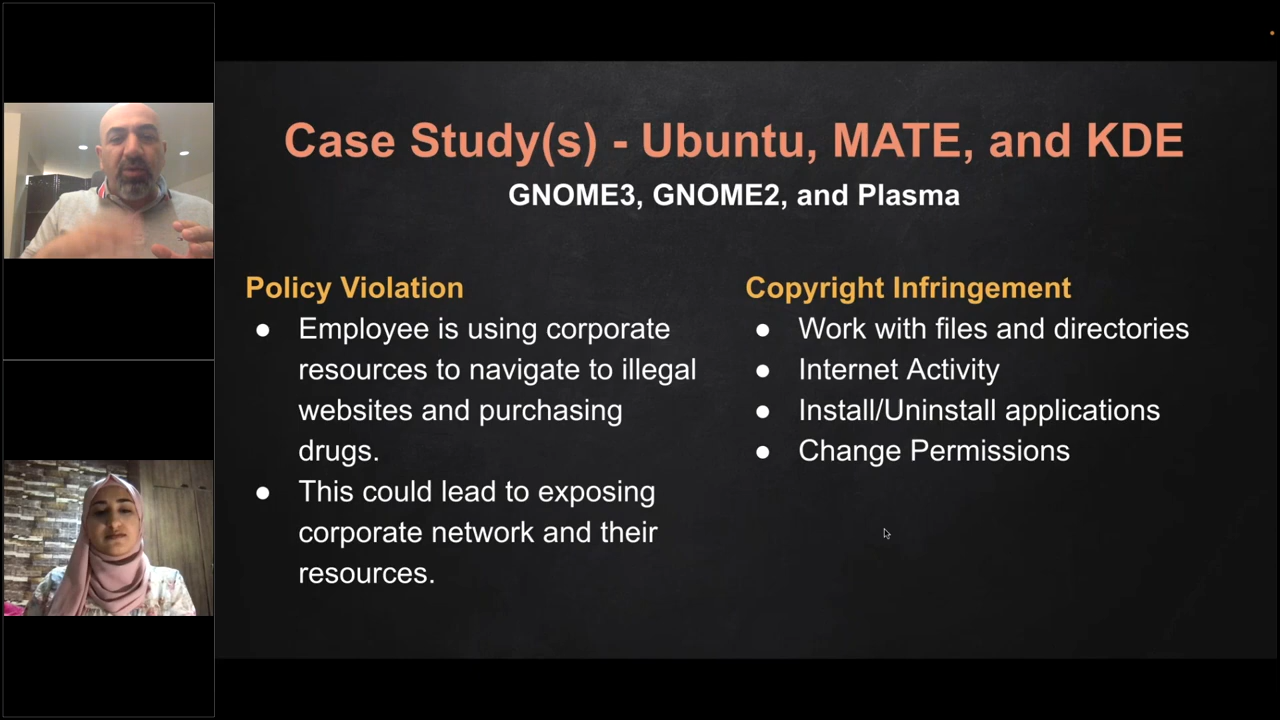 Case Study(s) - Ubuntu, MATE, and KDE
GNOME3, GNOME2, and Plasma
Policy Violation
● Employee is using corporate
resources to navigate to illegal
websites and purchasing
drugs.
● This could lead to exposing
corporate network and their
resources.
Copyright Infringement
● Work with files and directories
● Internet Activity
● Install/Uninstall applications
● Change Permissions